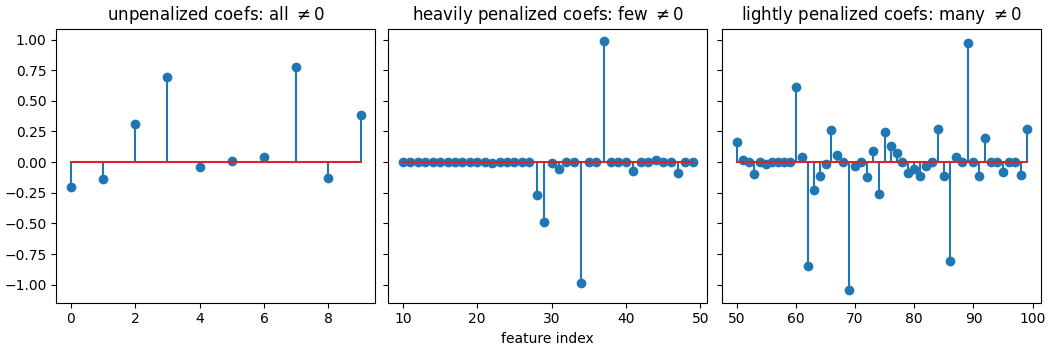 unpenalized coefs: all ≠0
heavily penalized coefs: few ≠0
lightly penalized coefs: many ≠0
1.00
0.75
0.50
0.25
0.00
−0.25
−0.50
−0.75
−1.00
0 2 4 6 8
10 20 30 40 50
50 60 70 80 90 100
feature index